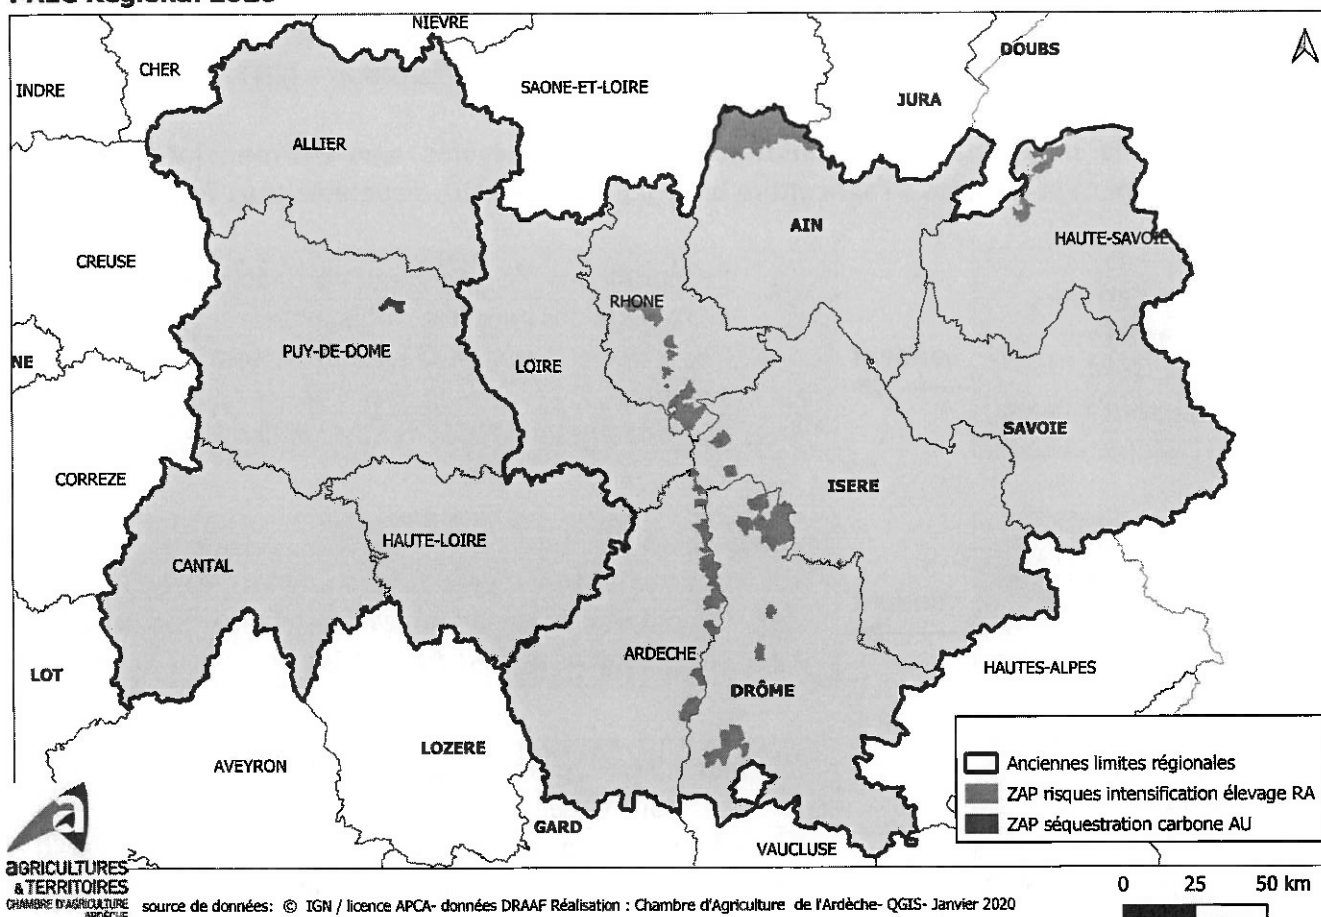 NIEVRE
DOUBS
CHER
INDRE
SAONE-ET-LOIRE
JURA
ALLIER
AIN
HAUTE-SAVOIE
CREUSE
RHONE
PUY-DE-DOME
LOIRE
NE
SAVOIE
CORREZE
ISERE
HAUTE-LOIRE
CANTAL
ARDECHE
HAUTES-ALPES
LOT
DRÔME
LOZERE
AVEYRON
GARD
VAUCLUSE
Anciennes limites régionales
ZAP risques intensification élevage RA
ZAP séquestration carbone AU
a
aGRICULTURES
& TERRITOIRES
CHAMBRE D'AGRICULTURE
ARDÈCHE
source de données: © IGN / licence APCA- données DRAAF Réalisation : Chambre d'Agriculture de l'Ardèche- QGIS- Janvier 2020
0 25 50 km